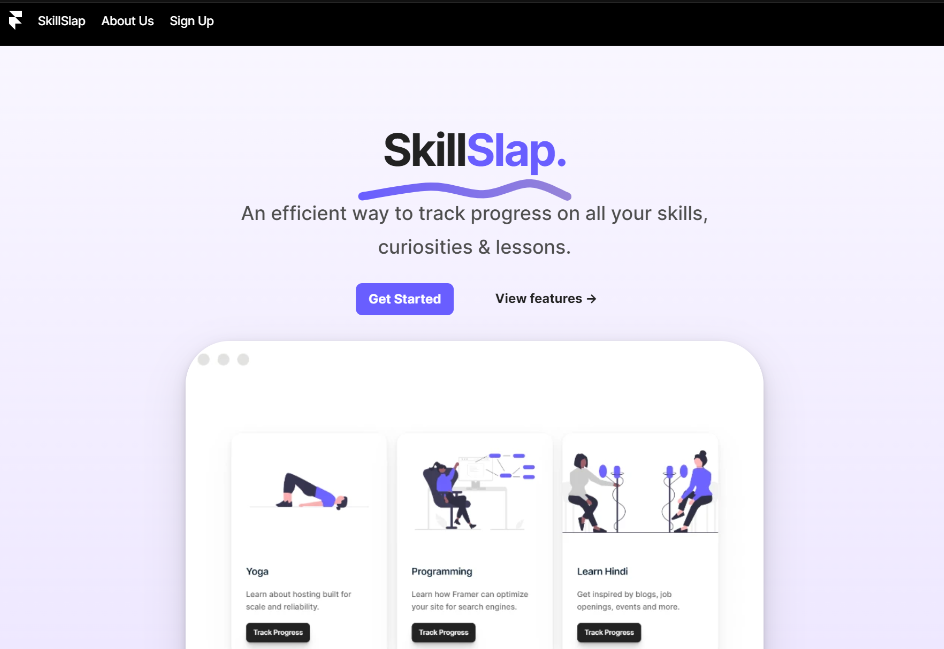 SkillSlap About Us Sign Up
SkillSlap.
An efficient way to track progress on all your skills,
curiosities & lessons.
Get Started View features →
Yoga
Learn about hosting built for
scale and reliability.
Track Progress
Programming
Learn how Framer can optimize
your site for search engines.
Track Progress
Learn Hindi
Get inspired by blogs, job
openings, events and more.
Track Progress